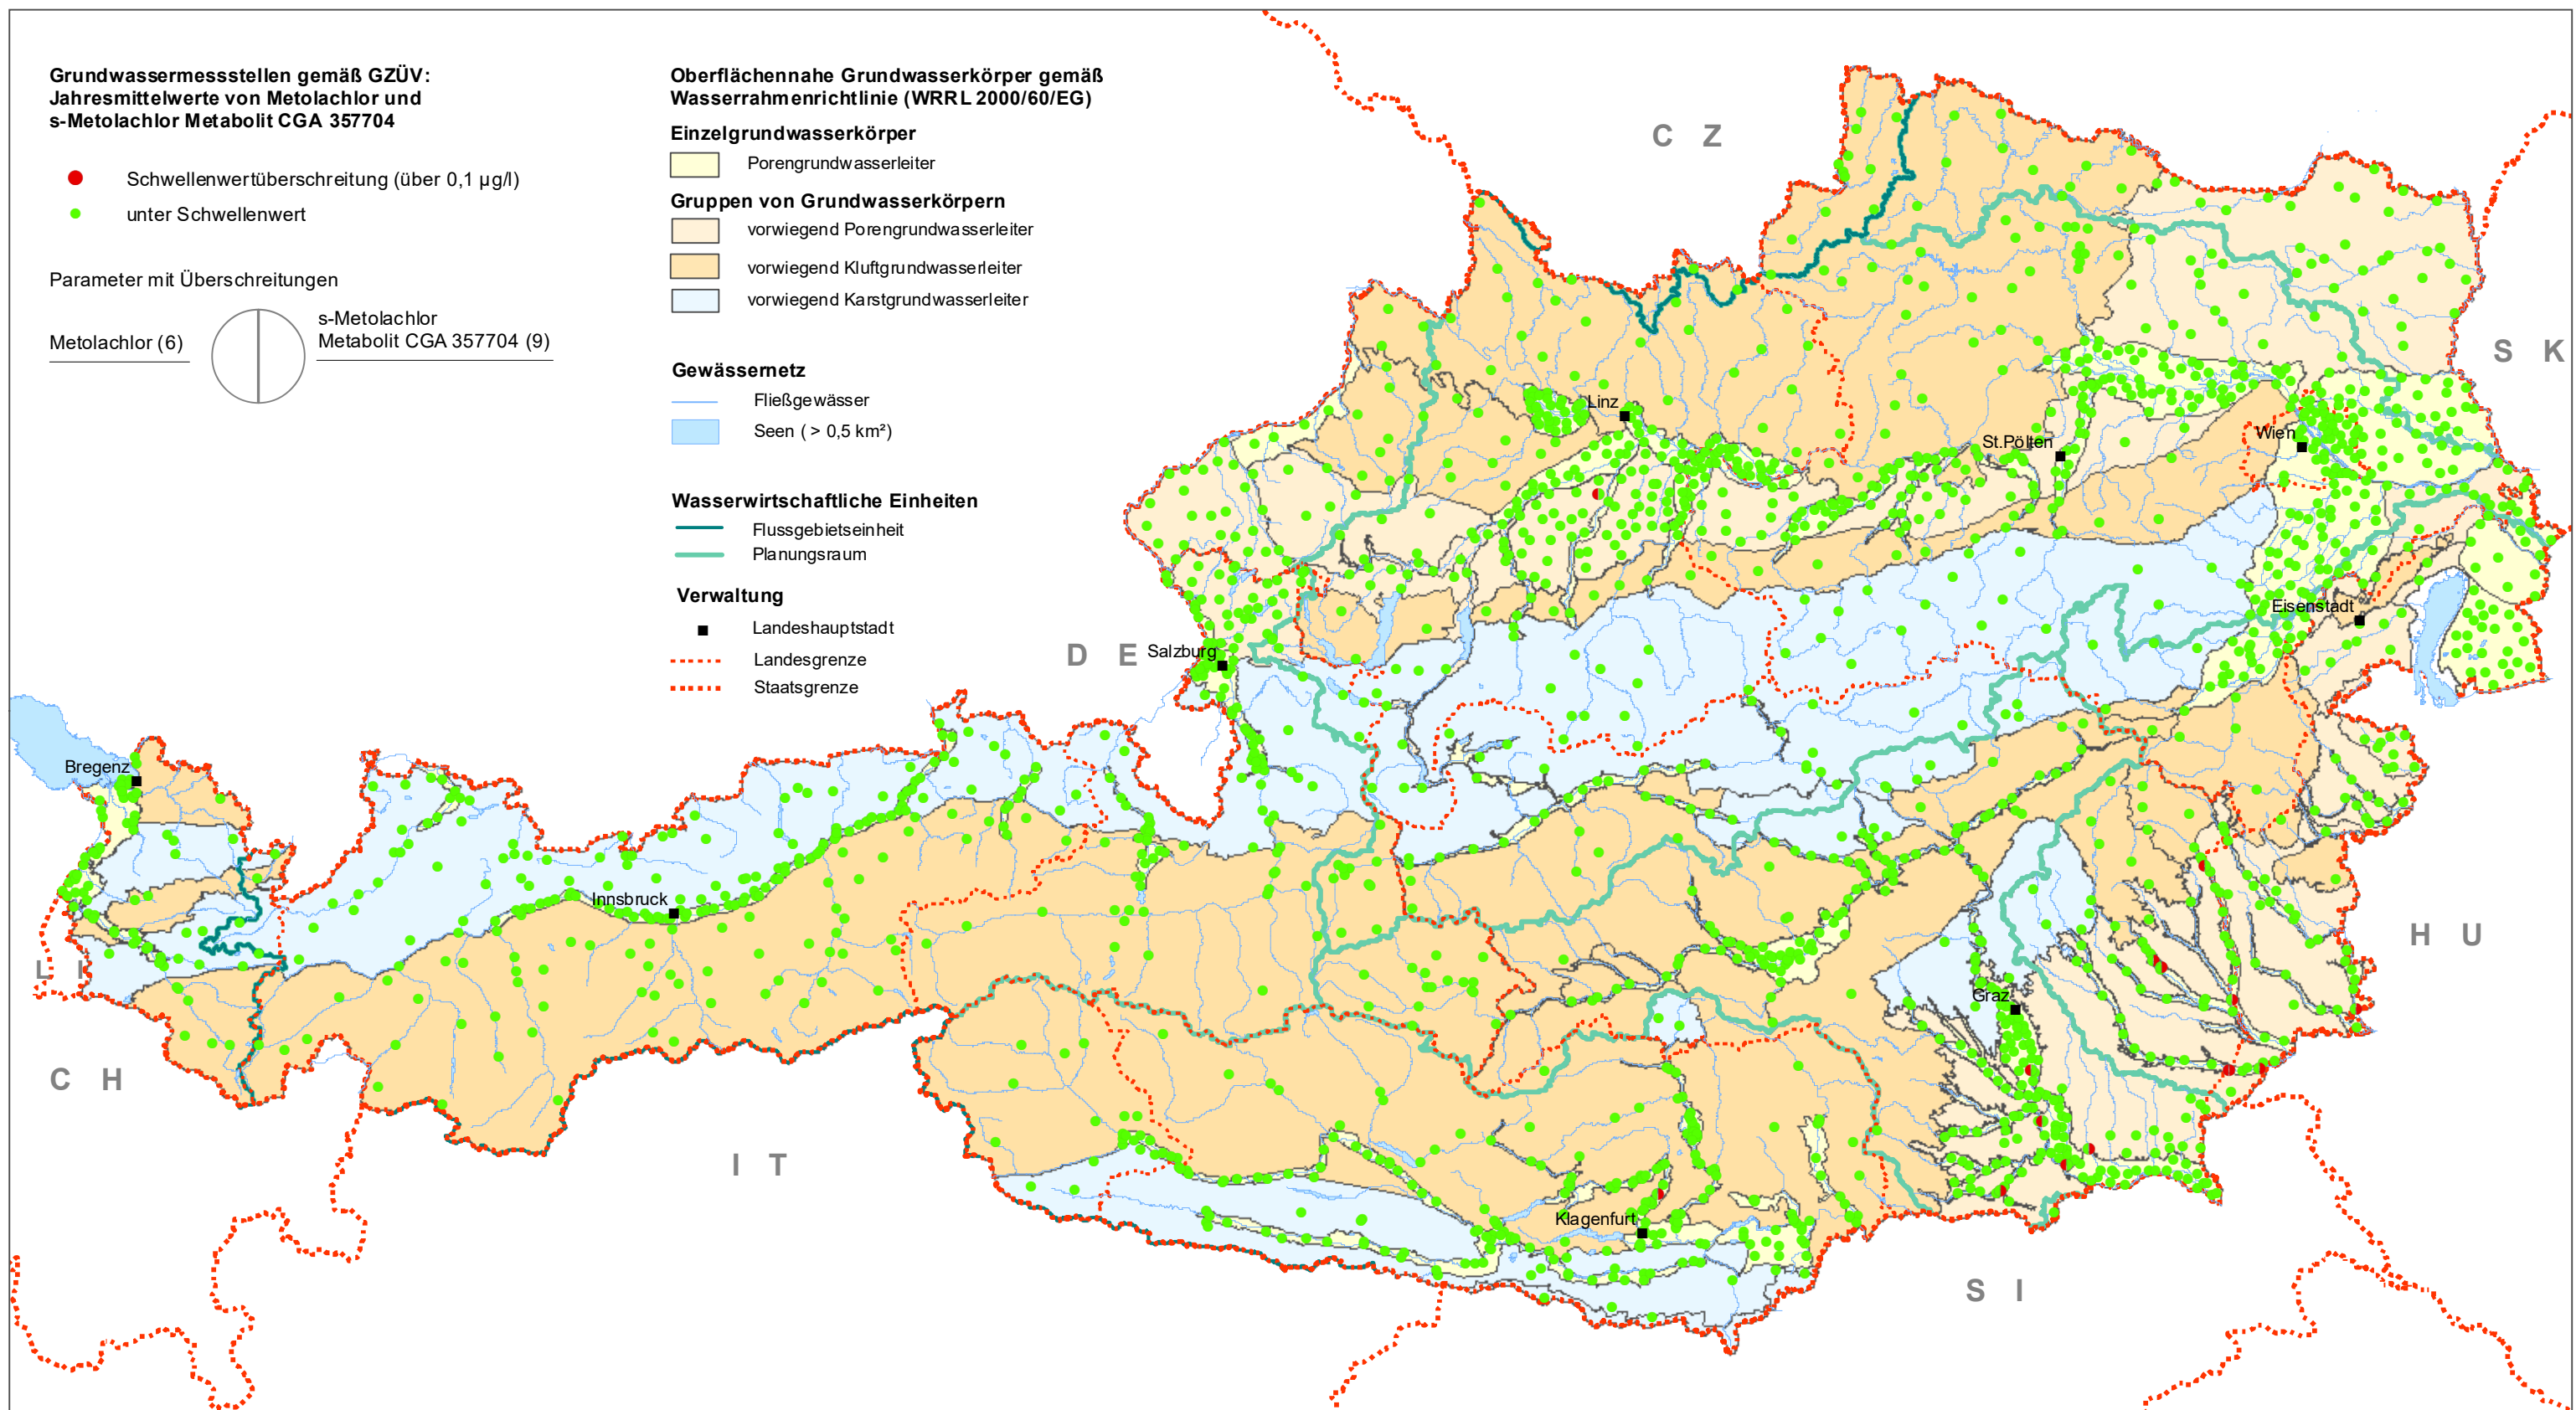 Grundwassermessstellen gemäß GZÜV:
Jahresmittelwerte von Metolachlor und
s-Metolachlor Metabolit CGA 357704
Schwellenwertüberschreitung (über 0,1 µg/l)
unter Schwellenwert
Parameter mit Überschreitungen
Metolachlor (6)
s-Metolachlor
Metabolit CGA 357704 (9)
Oberflächennahe Grundwasserkörper gemäß
Wasserrahmenrichtlinie (WRRL 2000/60/EG)
Einzelgrundwasserkörper
Porengrundwasserleiter
Gruppen von Grundwasserkörpern
vorwiegend Porengrundwasserleiter
vorwiegend Kluftgrundwasserleiter
vorwiegend Karstgrundwasserleiter
Gewässernetz
Fließgewässer
Seen ( > 0,5 km²)
Wasserwirtschaftliche Einheiten
Flussgebietseinheit
Planungsraum
Verwaltung
Landeshauptstadt
Landesgrenze
Staatsgrenze
C Z
S K
Linz
St.Pölten
Wien
Eisenstadt
D E
Salzburg
Bregenz
Innsbruck
L I
H U
Graz
C H
I T
Klagenfurt
S I